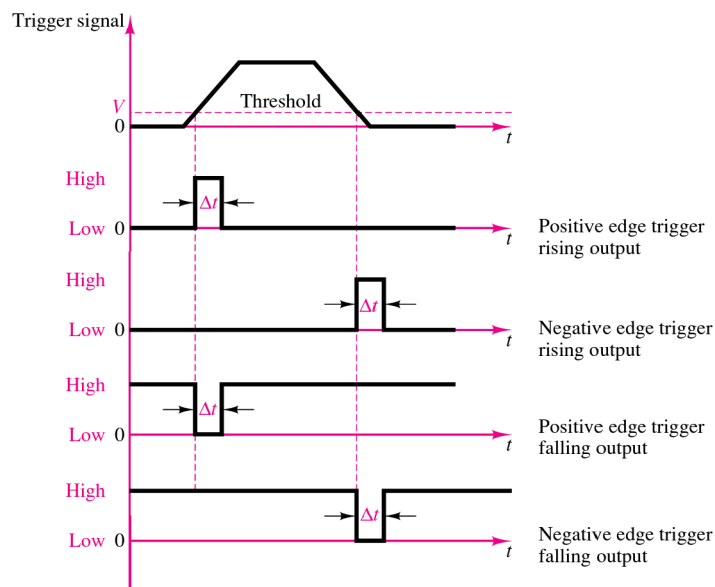 Trigger signal
Threshold
V
0
t
High
Δt
Low 0
t
Positive edge trigger
rising output
High
Δt
Low 0
t
Negative edge trigger
rising output
High
Δt
Low 0
t
Positive edge trigger
falling output
High
Δt
Low 0
t
Negative edge trigger
falling output